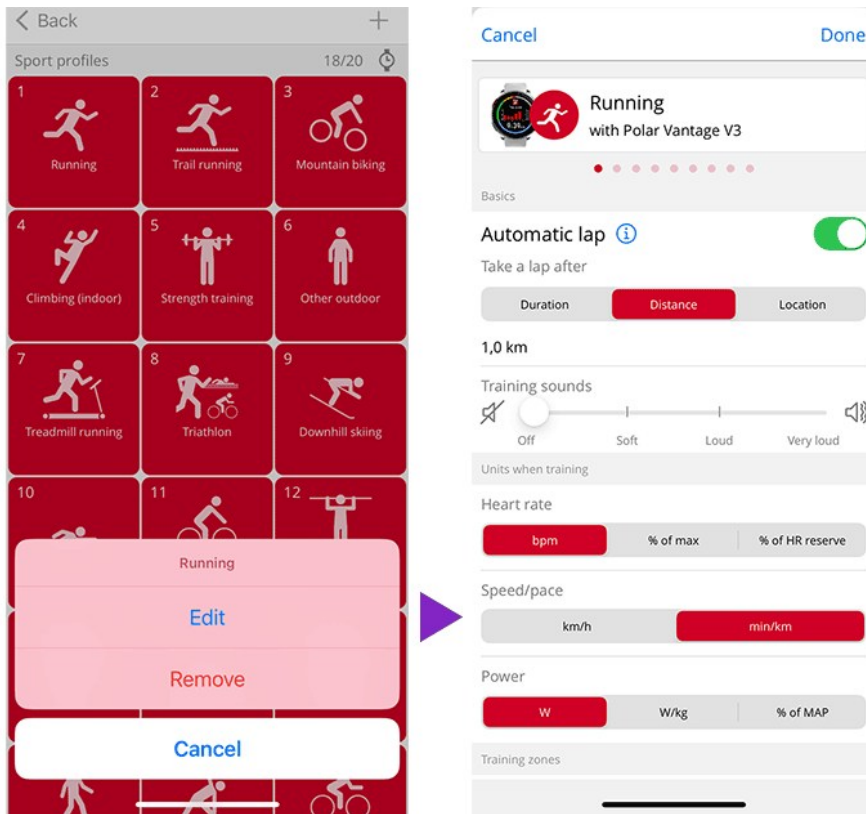 Back
Sport profiles 18/20
1 2 3
Running Trail running Mountain biking
4 5 6
Climbing (indoor) Strength training Other outdoor
7 8 9
Treadmill running Triathlon Downhill skiing
10 11 12
Running
Edit
Remove
Cancel
Cancel Done
Running
with Polar Vantage V3
Basics
Automatic lap
Take a lap after
Duration Distance Location
1,0 km
Training sounds
Off Soft Loud Very loud
Units when training
Heart rate
bpm % of max % of HR reserve
Speed/pace
km/h min/km
Power
W W/kg % of MAP
Training zones